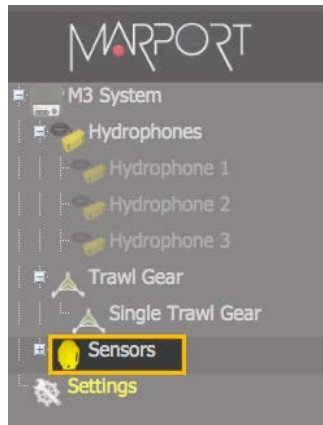 MARPORT
M3 System
Hydrophones
Hydrophone 1
Hydrophone 2
Hydrophone 3
Trawl Gear
Single Trawl Gear
Sensors
Settings